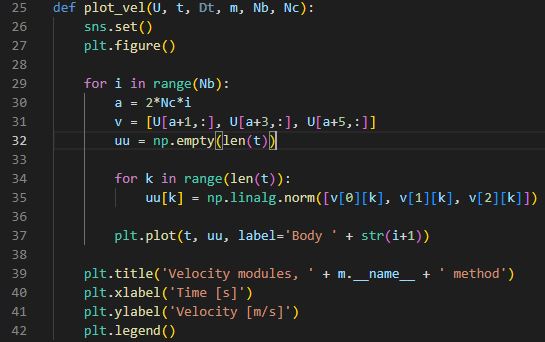 25 def plot_vel(U, t, Dt, m, Nb, Nc):
26     sns.set()
27     plt.figure()
28
29     for i in range(Nb):
30         a = 2*Nc*i
31         v = [U[a+1,:], U[a+3,:], U[a+5,:]]
32         uu = np.empty(len(t))
33
34         for k in range(len(t)):
35             uu[k] = np.linalg.norm([v[0][k], v[1][k], v[2][k]])
36
37         plt.plot(t, uu, label='Body ' + str(i+1))
38
39     plt.title('Velocity modules, ' + m.__name__ + ' method')
40     plt.xlabel('Time [s]')
41     plt.ylabel('Velocity [m/s]')
42     plt.legend()